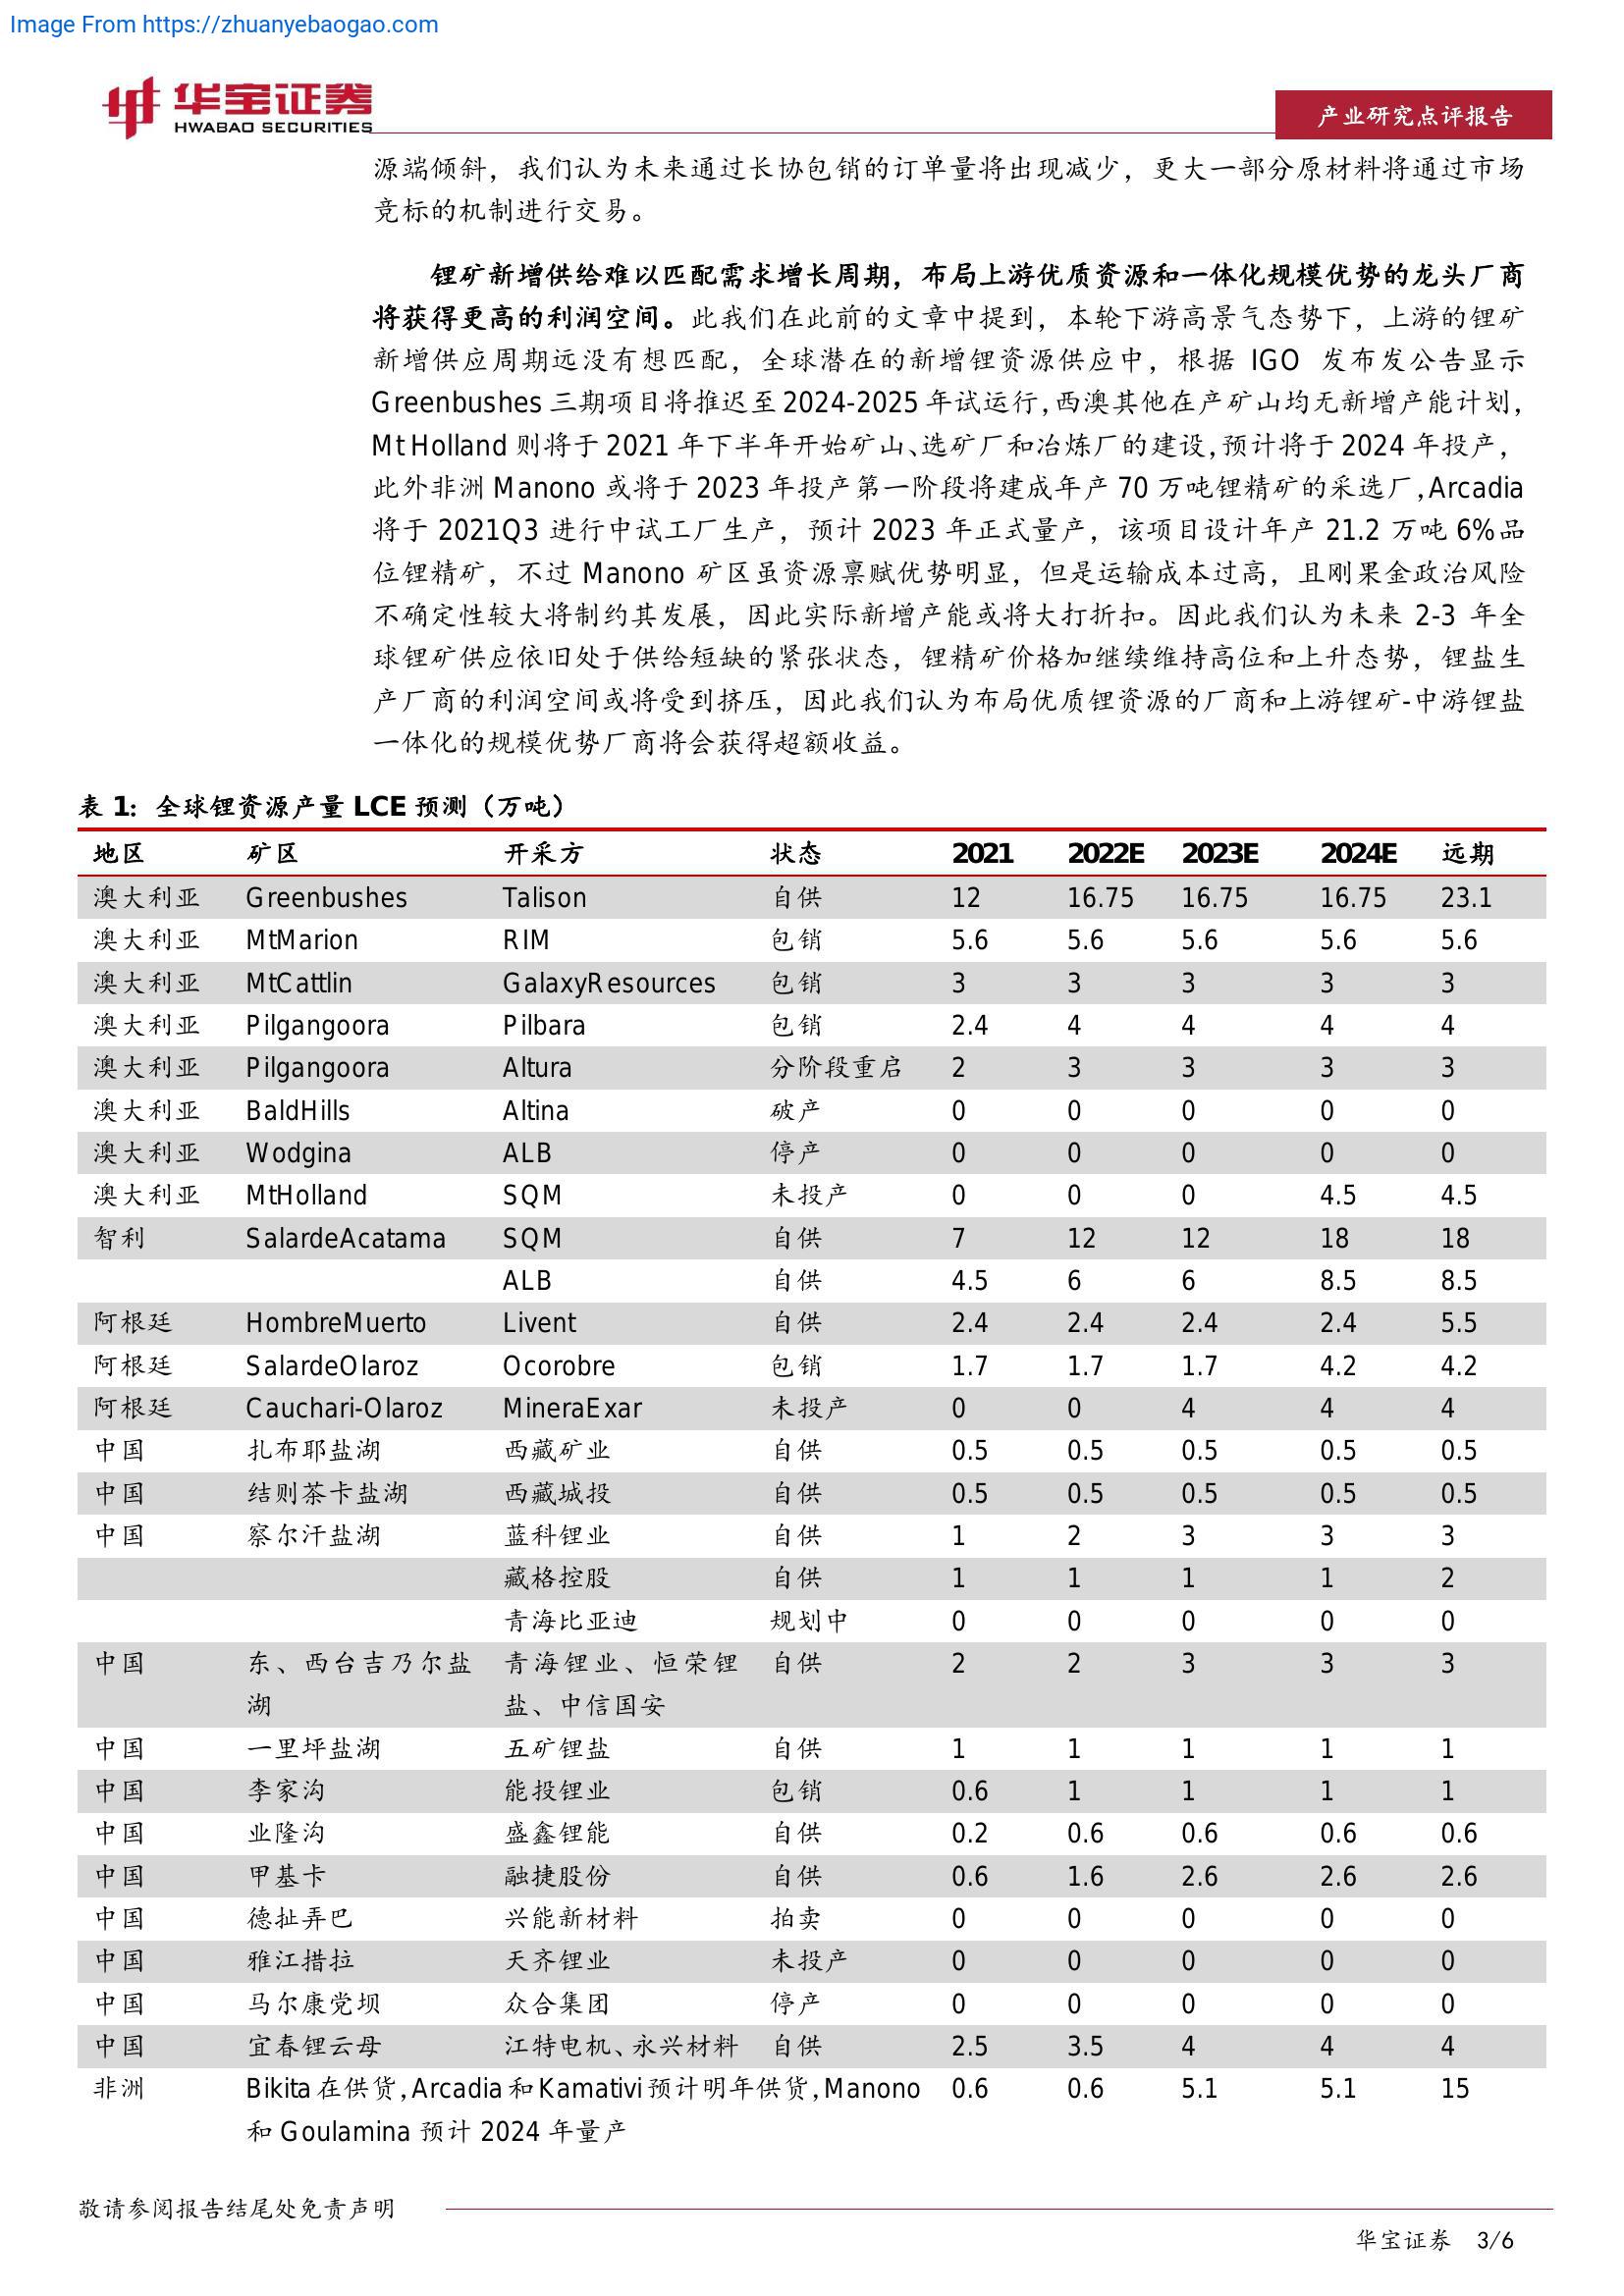 Image From https://zhuanyebaogao.com
华宝证券
HWABAO SECURITIES
产业研究点评报告
源端倾斜，我们认为未来通过长协包销的订单量将出现减少，更大一部分原材料将通过市场
竞标的机制进行交易。
锂矿新增供给难以匹配需求增长周期，布局上游优质资源和一体化规模优势的龙头厂商
将获得更高的利润空间。此我们在此前的文章中提到，本轮下游高景气态势下，上游的锂矿
新增供应周期远没有想匹配，全球潜在的新增锂资源供应中，根据 IGO 发布发公告显示
Greenbushes 三期项目将推迟至 2024-2025 年试运行，西澳其他在产矿山均无新增产能计划，
Mt Holland 则将于 2021 年下半年开始矿山、选矿厂和冶炼厂的建设，预计将于 2024 年投产，
此外非洲 Manono 或将于 2023 年投产第一阶段将建成年产 70 万吨锂精矿的采选厂，Arcadia
将于 2021Q3 进行中试工厂生产，预计 2023 年正式量产，该项目设计年产 21.2 万吨 6%品
位锂精矿，不过 Manono 矿区虽资源禀赋优势明显，但是运输成本过高，且刚果金政治风险
不确定性较大将制约其发展，因此实际新增产能或将大打折扣。因此我们认为未来 2-3 年全
球锂矿供应依旧处于供给短缺的紧张状态，锂精矿价格加继续维持高位和上升态势，锂盐生
产厂商的利润空间或将受到挤压，因此我们认为布局优质锂资源的厂商和上游锂矿-中游锂盐
一体化的规模优势厂商将会获得超额收益。
表 1：全球锂资源产量 LCE 预测（万吨）
地区 矿区 开采方 状态 2021 2022E 2023E 2024E 远期
澳大利亚 Greenbushes Talison 自供 12 16.75 16.75 16.75 23.1
澳大利亚 MtMarion RIM 包销 5.6 5.6 5.6 5.6 5.6
澳大利亚 MtCattlin GalaxyResources 包销 3 3 3 3 3
澳大利亚 Pilgangoora Pilbara 包销 2.4 4 4 4 4
澳大利亚 Pilgangoora Altura 分阶段重启 2 3 3 3 3
澳大利亚 BaldHills Altina 破产 0 0 0 0 0
澳大利亚 Wodgina ALB 停产 0 0 0 0 0
澳大利亚 MtHolland SQM 未投产 0 0 0 4.5 4.5
智利 SalardeAcatama SQM 自供 7 12 12 18 18
ALB 自供 4.5 6 6 8.5 8.5
阿根廷 HombreMuerto Livent 自供 2.4 2.4 2.4 2.4 5.5
阿根廷 SalardeOlaroz Ocorobre 包销 1.7 1.7 1.7 4.2 4.2
阿根廷 Cauchari-Olaroz MineraExar 未投产 0 0 4 4 4
中国 扎布耶盐湖 西藏矿业 自供 0.5 0.5 0.5 0.5 0.5
中国 结则茶卡盐湖 西藏城投 自供 0.5 0.5 0.5 0.5 0.5
中国 察尔汗盐湖 蓝科锂业 自供 1 2 3 3 3
藏格控股 自供 1 1 1 1 2
青海比亚迪 规划中 0 0 0 0 0
中国 东、西台吉乃尔盐 青海锂业、恒荣锂 自供 2 2 3 3 3
湖 盐、中信国安
中国 一里坪盐湖 五矿锂盐 自供 1 1 1 1 1
中国 李家沟 能投锂业 包销 0.6 1 1 1 1
中国 业隆沟 盛鑫锂能 自供 0.2 0.6 0.6 0.6 0.6
中国 甲基卡 融捷股份 自供 0.6 1.6 2.6 2.6 2.6
中国 德扯弄巴 兴能新材料 拍卖 0 0 0 0 0
中国 雅江措拉 天齐锂业 未投产 0 0 0 0 0
中国 马尔康党坝 众合集团 停产 0 0 0 0 0
中国 宜春锂云母 江特电机、永兴材料 自供 2.5 3.5 4 4 4
非洲 Bikita 在供货，Arcadia 和 Kamativi 预计明年供货，Manono 0.6 0.6 5.1 5.1 15
和 Goulamina 预计 2024 年量产
敬请参阅报告结尾处免责声明
华宝证券 3/6